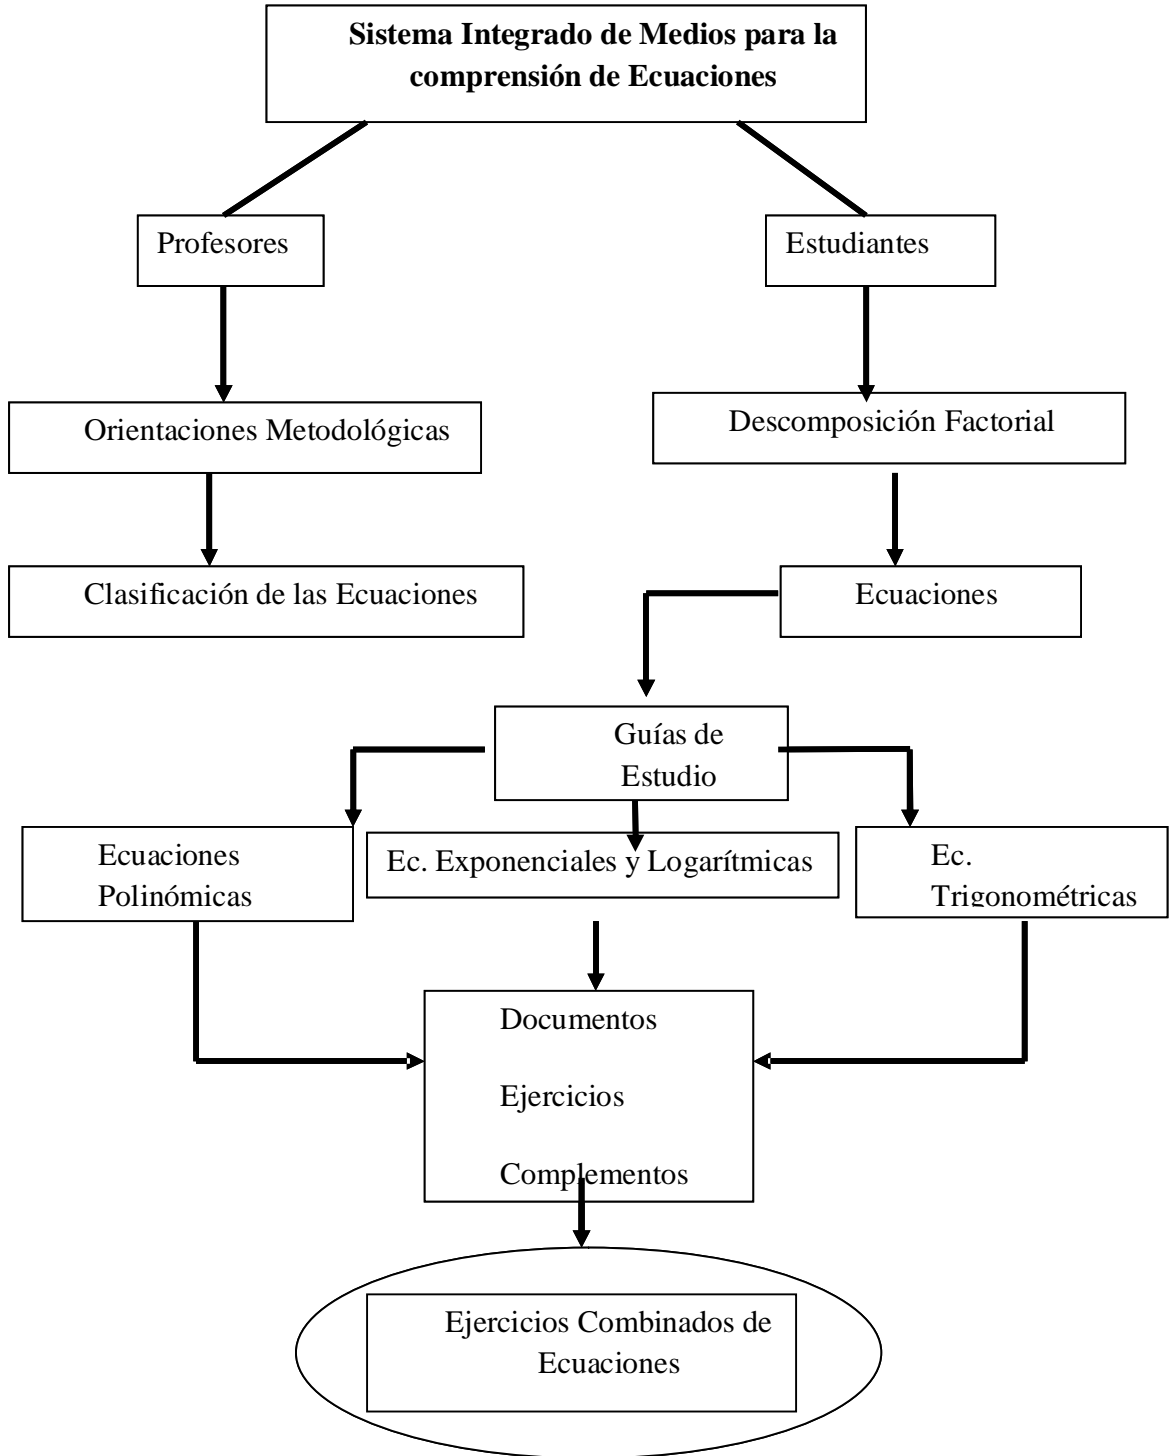 Sistema Integrado de Medios para la
comprensión de Ecuaciones
Profesores
Estudiantes
Orientaciones Metodológicas
Descomposición Factorial
Clasificación de las Ecuaciones
Ecuaciones
Guías de
Estudio
Ecuaciones
Polinómicas
Ec. Exponenciales y Logarítmicas
Ec.
Trigonométricas
Documentos
Ejercicios
Complementos
Ejercicios Combinados de
Ecuaciones